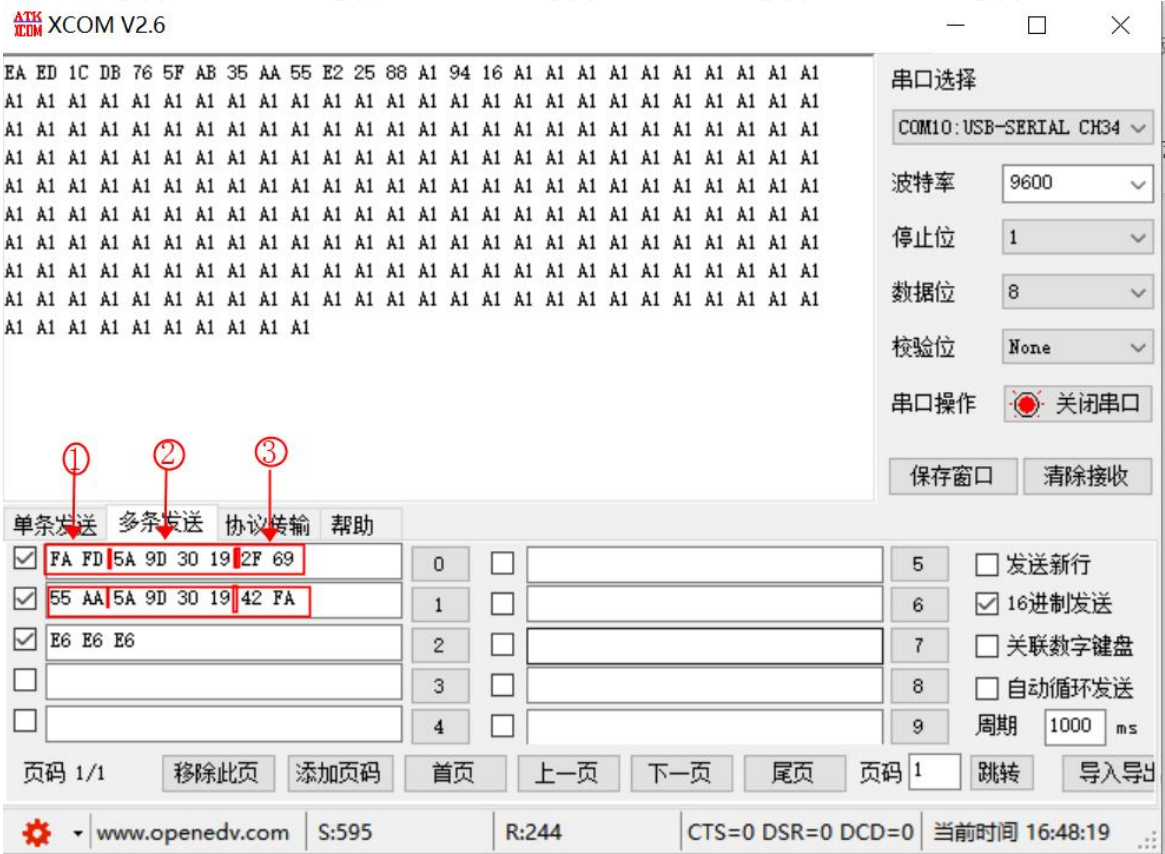 ATK XCOM XCOM V2.6
EA ED 1C DB 76 5F AB 35 AA 55 E2 25 88 A1 94 16 A1 A1 A1 A1 A1 A1 A1 A1 A1 A1
A1 A1 A1 A1 A1 A1 A1 A1 A1 A1 A1 A1 A1 A1 A1 A1 A1 A1 A1 A1 A1 A1 A1 A1 A1 A1
A1 A1 A1 A1 A1 A1 A1 A1 A1 A1 A1 A1 A1 A1 A1 A1 A1 A1 A1 A1 A1 A1 A1 A1 A1 A1
A1 A1 A1 A1 A1 A1 A1 A1 A1 A1 A1 A1 A1 A1 A1 A1 A1 A1 A1 A1 A1 A1 A1 A1 A1 A1
A1 A1 A1 A1 A1 A1 A1 A1 A1 A1 A1 A1 A1 A1 A1 A1 A1 A1 A1 A1 A1 A1 A1 A1 A1 A1
A1 A1 A1 A1 A1 A1 A1 A1 A1 A1 A1 A1 A1 A1 A1 A1 A1 A1 A1 A1 A1 A1 A1 A1 A1 A1
A1 A1 A1 A1 A1 A1 A1 A1 A1 A1 A1 A1 A1 A1 A1 A1 A1 A1 A1 A1 A1 A1 A1 A1 A1 A1
A1 A1 A1 A1 A1 A1 A1 A1 A1 A1 A1 A1 A1 A1 A1 A1 A1 A1 A1 A1 A1 A1 A1 A1 A1 A1
A1 A1 A1 A1 A1 A1 A1 A1 A1 A1 A1 A1 A1 A1 A1 A1 A1 A1 A1 A1 A1 A1 A1 A1 A1 A1
A1 A1 A1 A1 A1 A1 A1 A1 A1 A1
串口选择
COM10:USB-SERIAL CH34
波特率 9600
停止位 1
数据位 8
校验位 None
串口操作 关闭串口
保存窗口 清除接收
① ② ③
单条发送 多条发送 协议传输 帮助
FA FD 5A 9D 30 19 2F 69 0 5 发送新行
55 AA 5A 9D 30 19 42 FA 1 6 16进制发送
E6 E6 E6 2 7 关联数字键盘
3 8 自动循环发送
4 9 周期 1000 ms
页码 1/1 移除此页 添加页码 首页 上一页 下一页 尾页 页码 1 跳转 导入导出
www.openedv.com S:595 R:244 CTS=0 DSR=0 DCD=0 当前时间 16:48:19